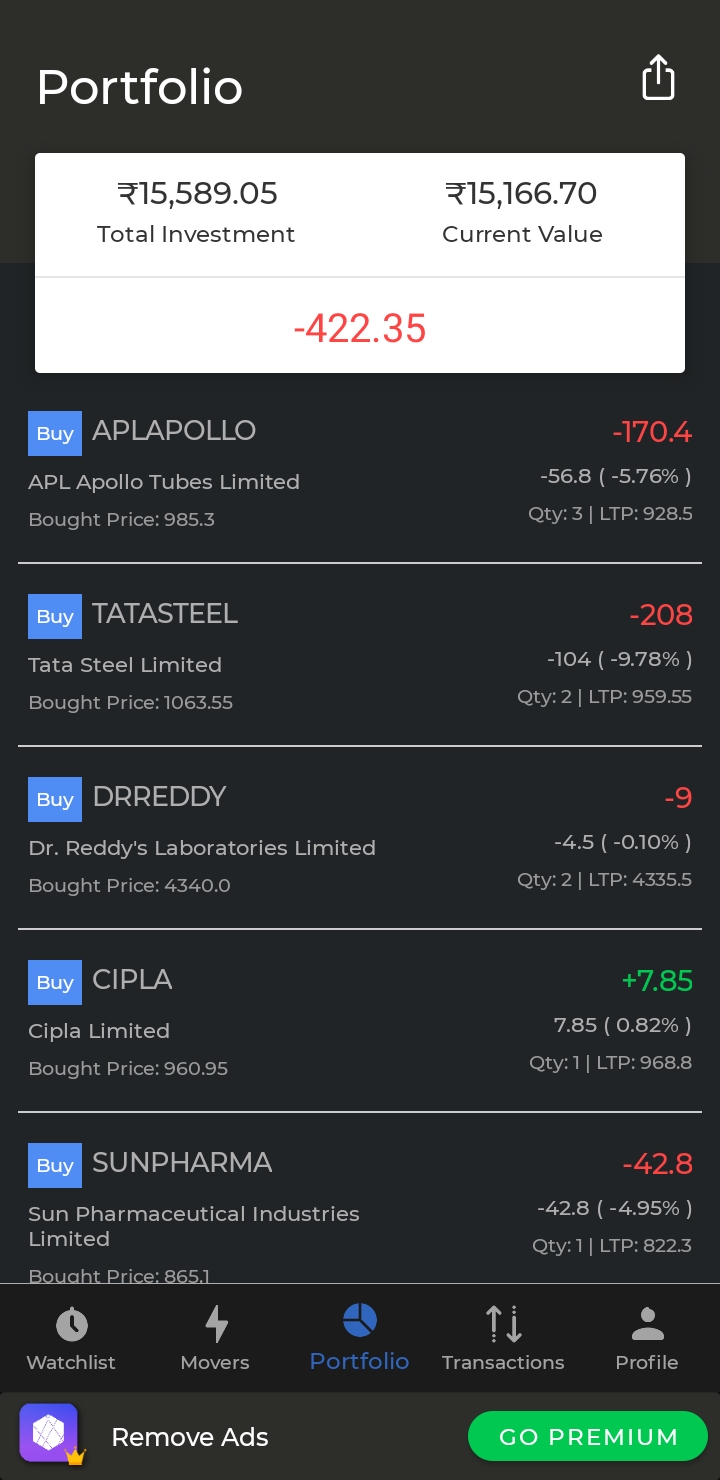 Portfolio
₹15,589.05 ₹15,166.70
Total Investment Current Value
-422.35
Buy APLAPOLLO -170.4
APL Apollo Tubes Limited -56.8 ( -5.76% )
Bought Price: 985.3 Qty: 3 | LTP: 928.5
Buy TATASTEEL -208
Tata Steel Limited -104 ( -9.78% )
Bought Price: 1063.55 Qty: 2 | LTP: 959.55
Buy DRREDDY -9
Dr. Reddy's Laboratories Limited -4.5 ( -0.10% )
Bought Price: 4340.0 Qty: 2 | LTP: 4335.5
Buy CIPLA +7.85
Cipla Limited 7.85 ( 0.82% )
Bought Price: 960.95 Qty: 1 | LTP: 968.8
Buy SUNPHARMA -42.8
Sun Pharmaceutical Industries -42.8 ( -4.95% )
Limited Qty: 1 | LTP: 822.3
Bought Price: 865.1
Watchlist Movers Portfolio Transactions Profile
Remove Ads GO PREMIUM